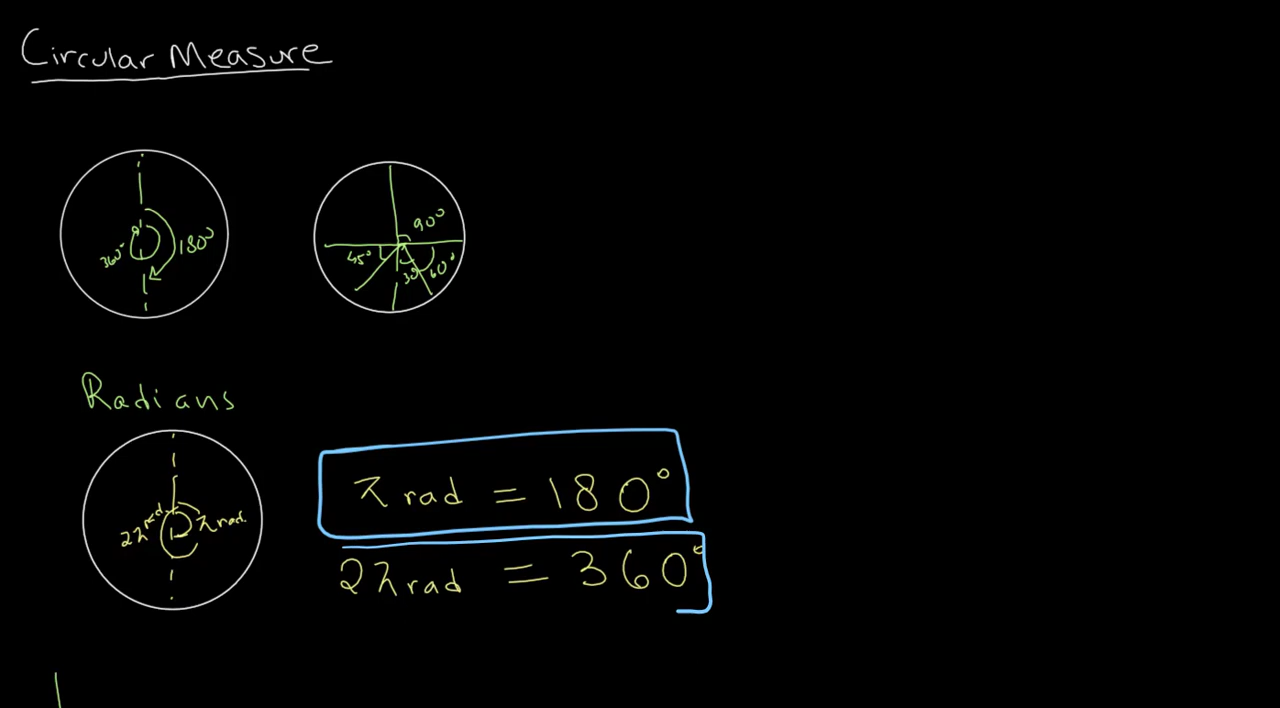 Circular Measure
360° 180°
90°
45° 30° 60°
Radians
π rad = 180°
2π rad π rad.
2π rad = 360°